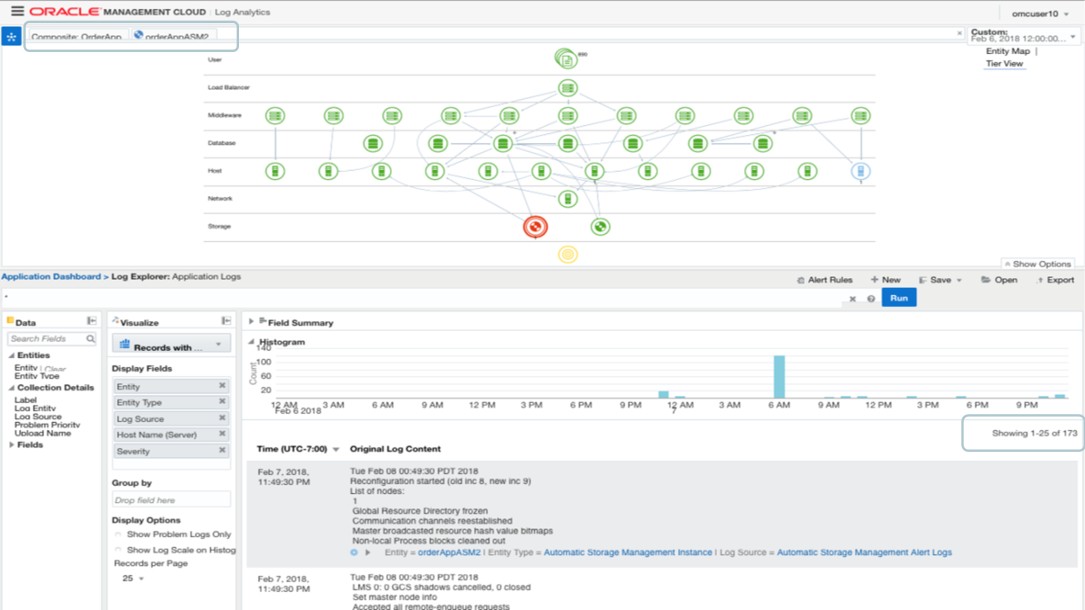 ORACLE MANAGEMENT CLOUD | Log Analytics
omcuser10
Composite: OrderApp
orderAppASM2
Custom:
Feb 6, 2018 12:00:00...
Entity Map |
Tier View
User
Load Balancer
Middleware
Database
Host
Network
Storage
Show Options
Application Dashboard > Log Explorer: Application Logs
Alert Rules
+ New
Save
Open
Export
*
Run
Data
Search Fields
Entities
Entity | Clear
Entity Type
Collection Details
Label
Log Entity
Log Source
Problem Priority
Upload Name
Fields
Visualize
Records with ...
Display Fields
Entity
Entity Type
Log Source
Host Name (Server)
Severity
Group by
Drop field here
Display Options
Show Problem Logs Only
Show Log Scale on Histog
Records per Page
25
Field Summary
Histogram
Count
140
100
60
20
12 AM 3 AM 6 AM 9 AM 12 PM 3 PM 6 PM 9 PM 12 AM 3 AM 6 AM 9 AM 12 PM 3 PM 6 PM 9 PM
Feb 6 2018 7
Showing 1-25 of 173
Time (UTC-7:00) Original Log Content
Feb 7, 2018,
11:49:30 PM
Tue Feb 08 00:49:30 PDT 2018
Reconfiguration started (old inc 8, new inc 9)
List of nodes:
1
Global Resource Directory frozen
Communication channels reestablished
Master broadcasted resource hash value bitmaps
Non-local Process blocks cleaned out
Entity = orderAppASM2 | Entity Type = Automatic Storage Management Instance | Log Source = Automatic Storage Management Alert Logs
Feb 7, 2018,
11:49:30 PM
Tue Feb 08 00:49:30 PDT 2018
LMS 0: 0 GCS shadows cancelled, 0 closed
Set master node info
Accepted all remote-enqueue requests